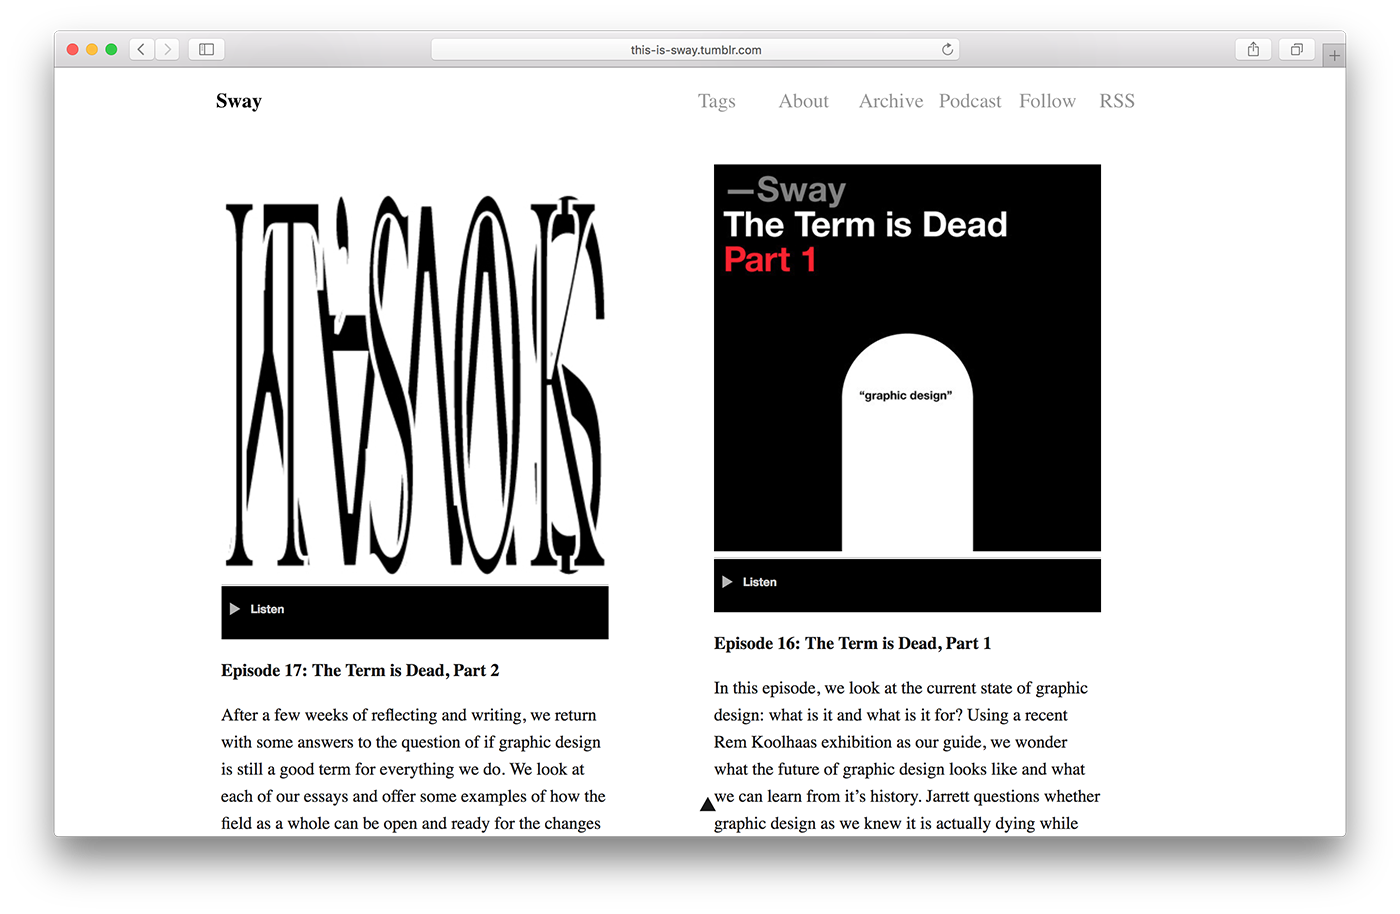 this-is-sway.tumblr.com
Sway
Tags About Archive Podcast Follow RSS
Listen
Episode 17: The Term is Dead, Part 2
After a few weeks of reflecting and writing, we return
with some answers to the question of if graphic design
is still a good term for everything we do. We look at
each of our essays and offer some examples of how the
field as a whole can be open and ready for the changes
—Sway
The Term is Dead
Part 1
“graphic design”
Listen
Episode 16: The Term is Dead, Part 1
In this episode, we look at the current state of graphic
design: what is it and what is it for? Using a recent
Rem Koolhaas exhibition as our guide, we wonder
what the future of graphic design looks like and what
we can learn from it’s history. Jarrett questions whether
graphic design as we knew it is actually dying while